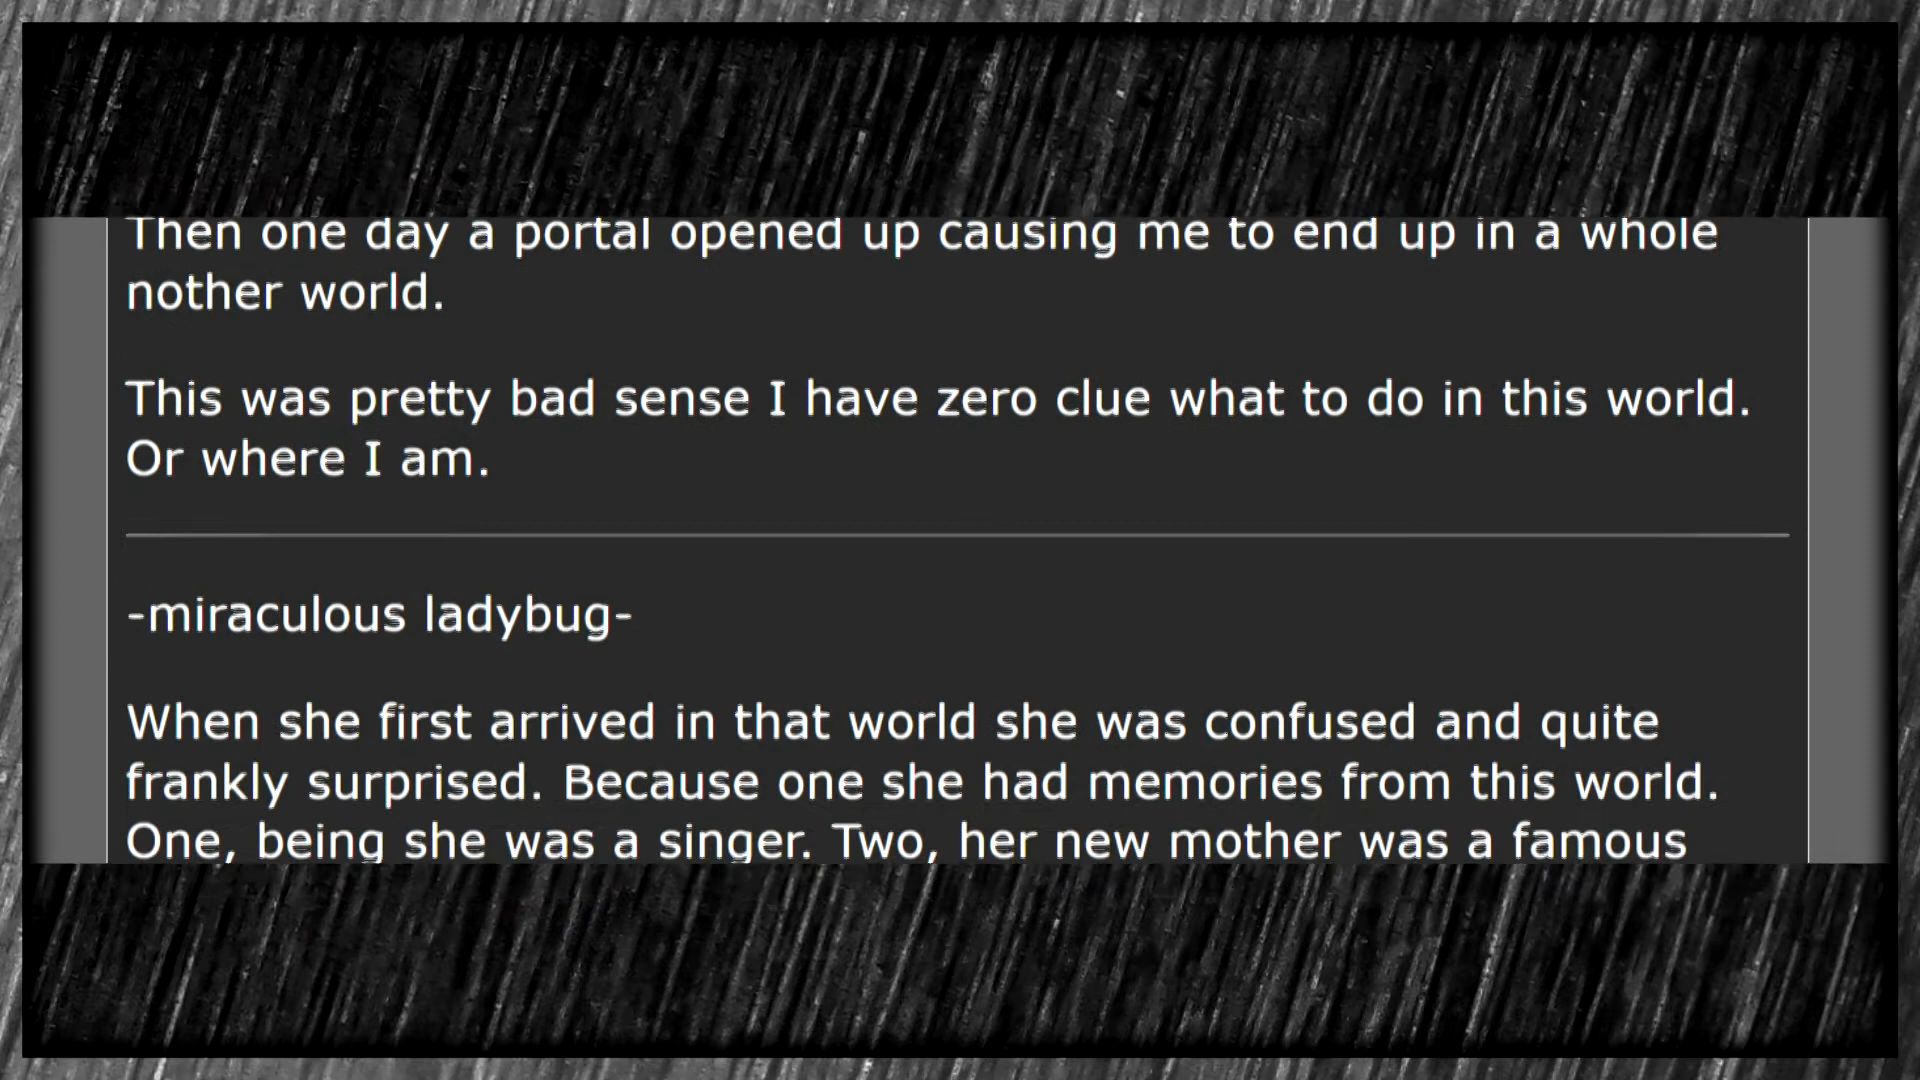 Then one day a portal opened up causing me to end up in a whole
nother world.
This was pretty bad sense I have zero clue what to do in this world.
Or where I am.
-miraculous ladybug-
When she first arrived in that world she was confused and quite
frankly surprised. Because one she had memories from this world.
One, being she was a singer. Two, her new mother was a famous